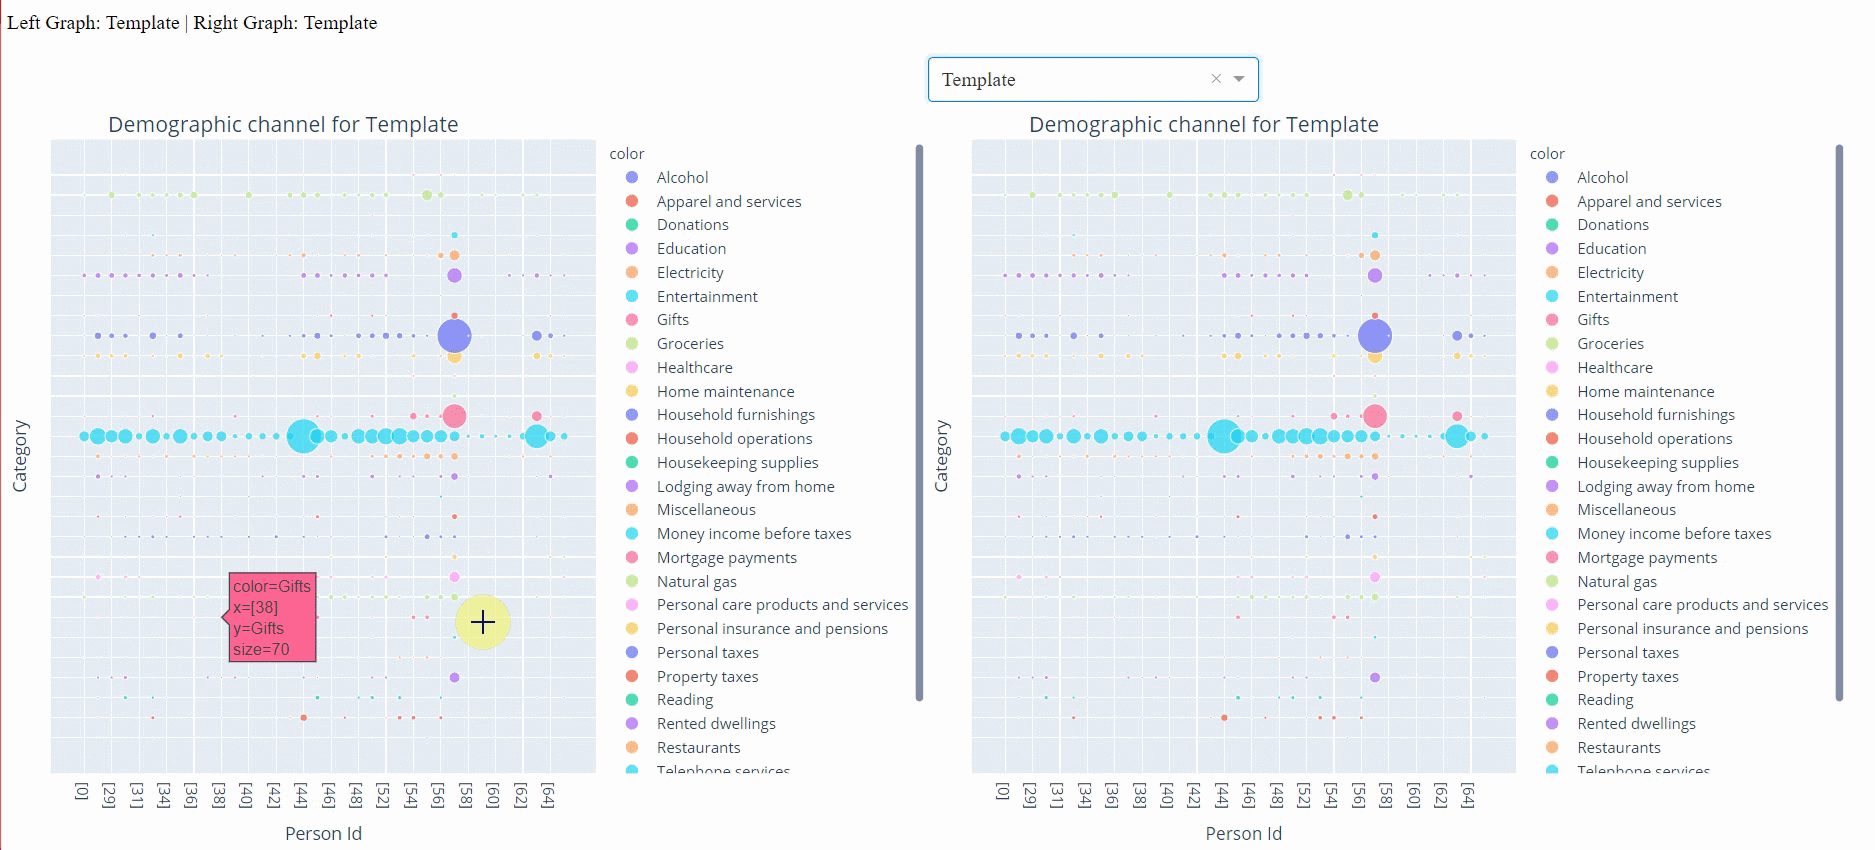 Left Graph: Template | Right Graph: Template
Template
Demographic channel for Template
color
Alcohol
Apparel and services
Donations
Education
Electricity
Entertainment
Gifts
Groceries
Healthcare
Home maintenance
Household furnishings
Household operations
Housekeeping supplies
Lodging away from home
Miscellaneous
Money income before taxes
Mortgage payments
Natural gas
Personal care products and services
Personal insurance and pensions
Personal taxes
Property taxes
Reading
Rented dwellings
Restaurants
Telephone services
Category
color=Gifts
x=[38]
y=Gifts
size=70
[0] [29] [31] [34] [36] [38] [40] [42] [44] [46] [48] [52] [54] [56] [58] [60] [62] [64]
Person Id
Demographic channel for Template
color
Alcohol
Apparel and services
Donations
Education
Electricity
Entertainment
Gifts
Groceries
Healthcare
Home maintenance
Household furnishings
Household operations
Housekeeping supplies
Lodging away from home
Miscellaneous
Money income before taxes
Mortgage payments
Natural gas
Personal care products and services
Personal insurance and pensions
Personal taxes
Property taxes
Reading
Rented dwellings
Restaurants
Telephone services
Category
[0] [29] [31] [34] [36] [38] [40] [42] [44] [46] [48] [52] [54] [56] [58] [60] [62] [64]
Person Id